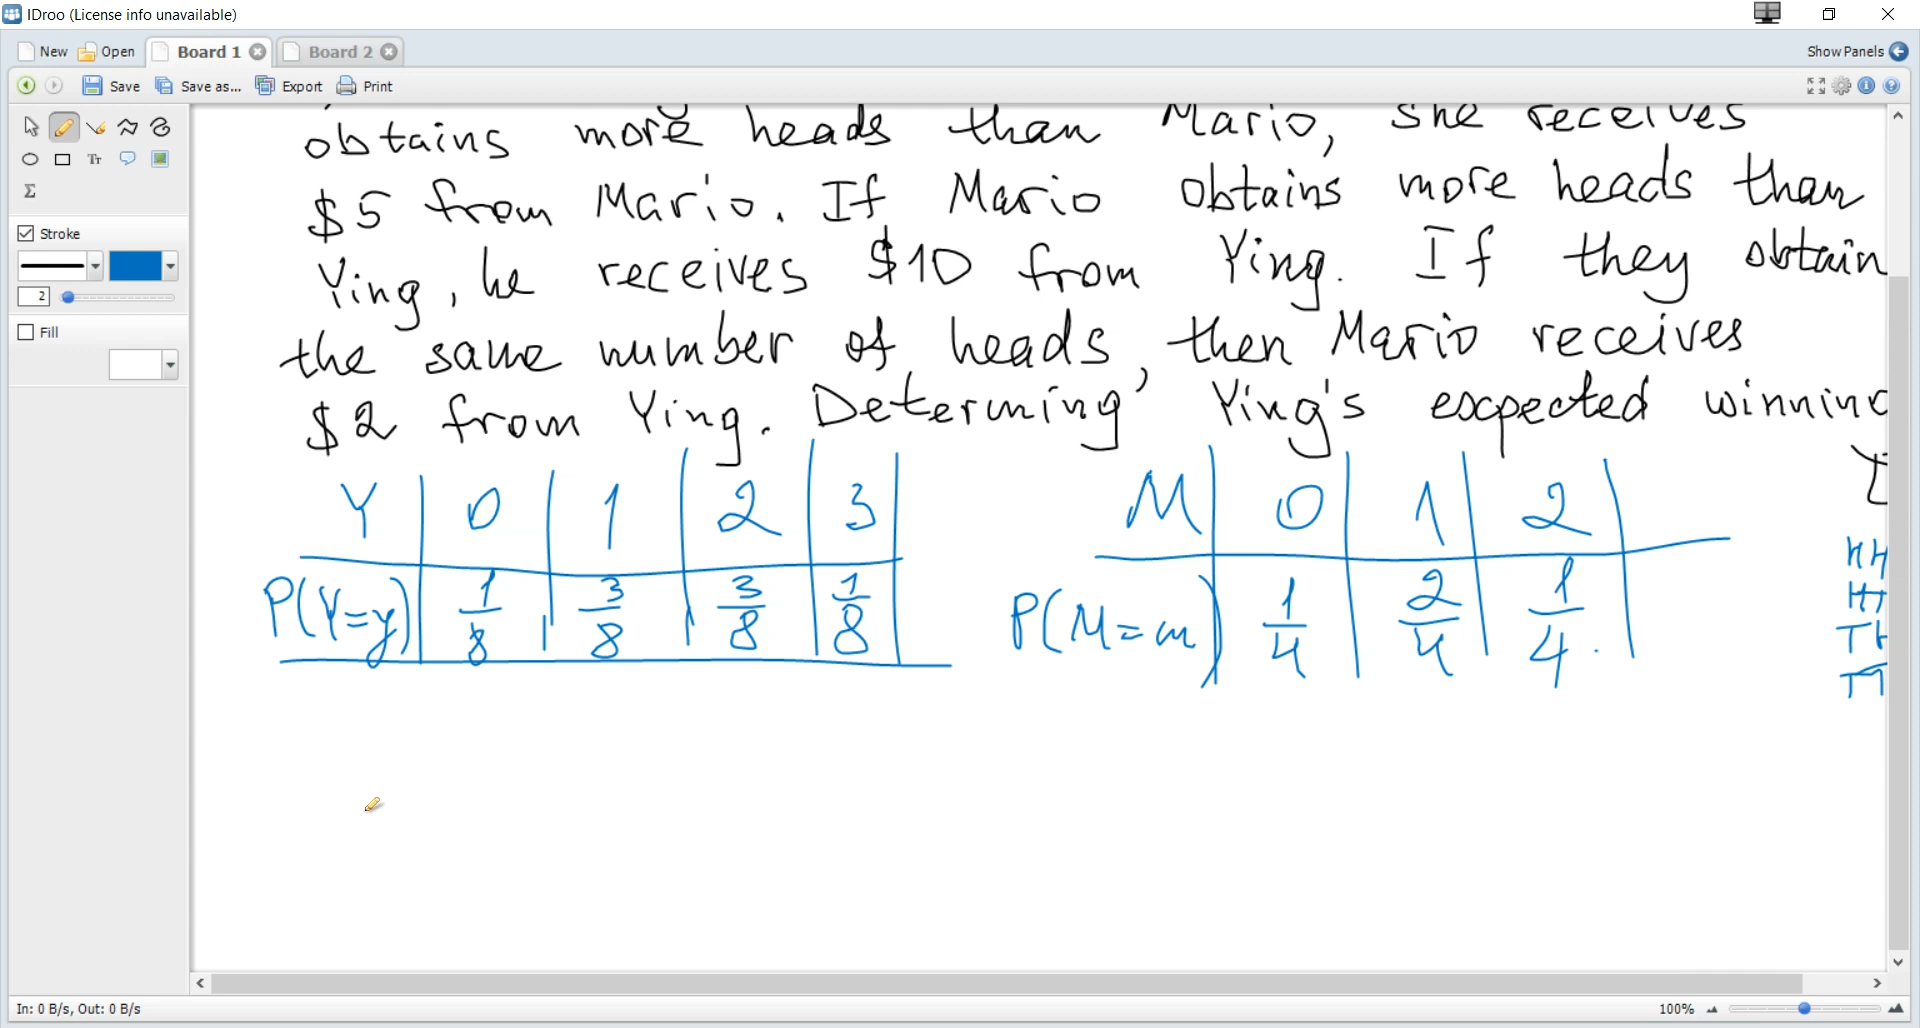 IDroo (License info unavailable)
New Open Board 1 Board 2 Show Panels
Save Save as... Export Print
Tt
Σ
Stroke
2
Fill
obtains more heads than Mario, she receives
$5 from Mario. If Mario obtains more heads than
Ying, he receives $10 from Ying. If they obtain
the same number of heads, then Mario receives
$2 from Ying. Determing Ying's expected winning
Y 0 1 2 3
P(Y=y) 1/8 3/8 3/8 1/8
M 0 1 2
P(M=m) 1/4 2/4 1/4
HH
In: 0 B/s, Out: 0 B/s 100%